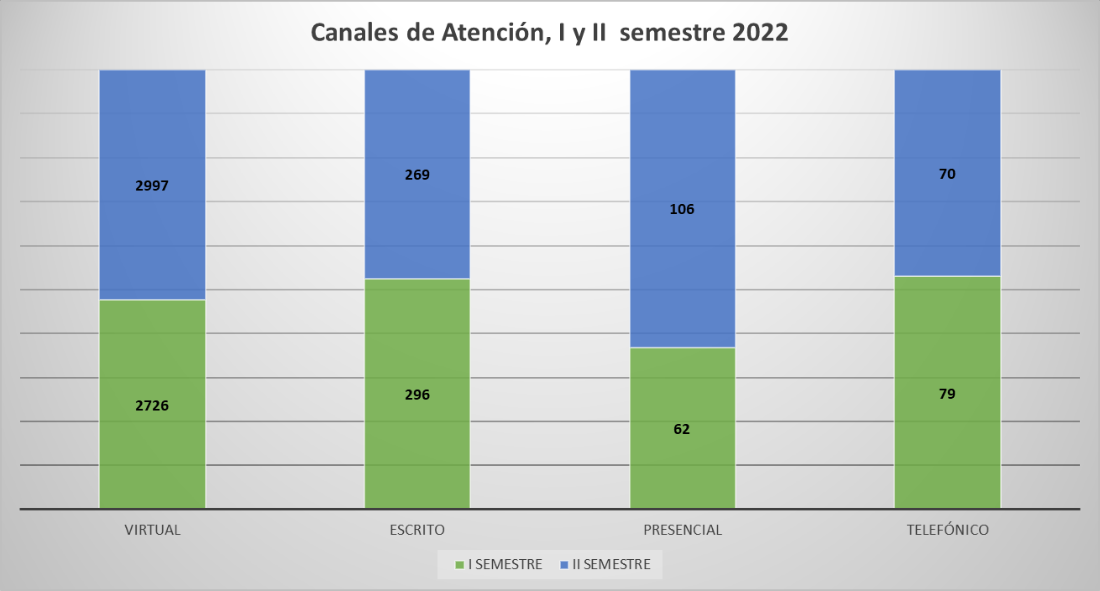 Canales de Atención, I y II  semestre 2022
2997
269
106
70
2726
296
62
79
VIRTUAL
ESCRITO
PRESENCIAL
TELEFÓNICO
I SEMESTRE
II SEMESTRE